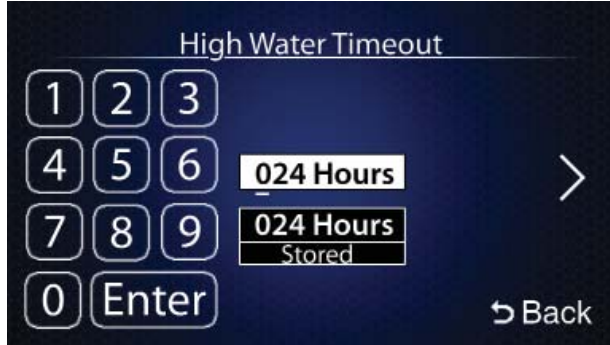 High Water Timeout
1 2 3
4 5 6
024 Hours
7 8 9
024 Hours
Stored
0 Enter
Back